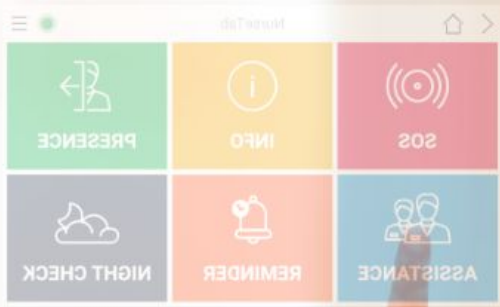 NurseTab
SOS
INFO
PRESENCE
ASSISTANCE
REMINDER
NIGHT CHECK